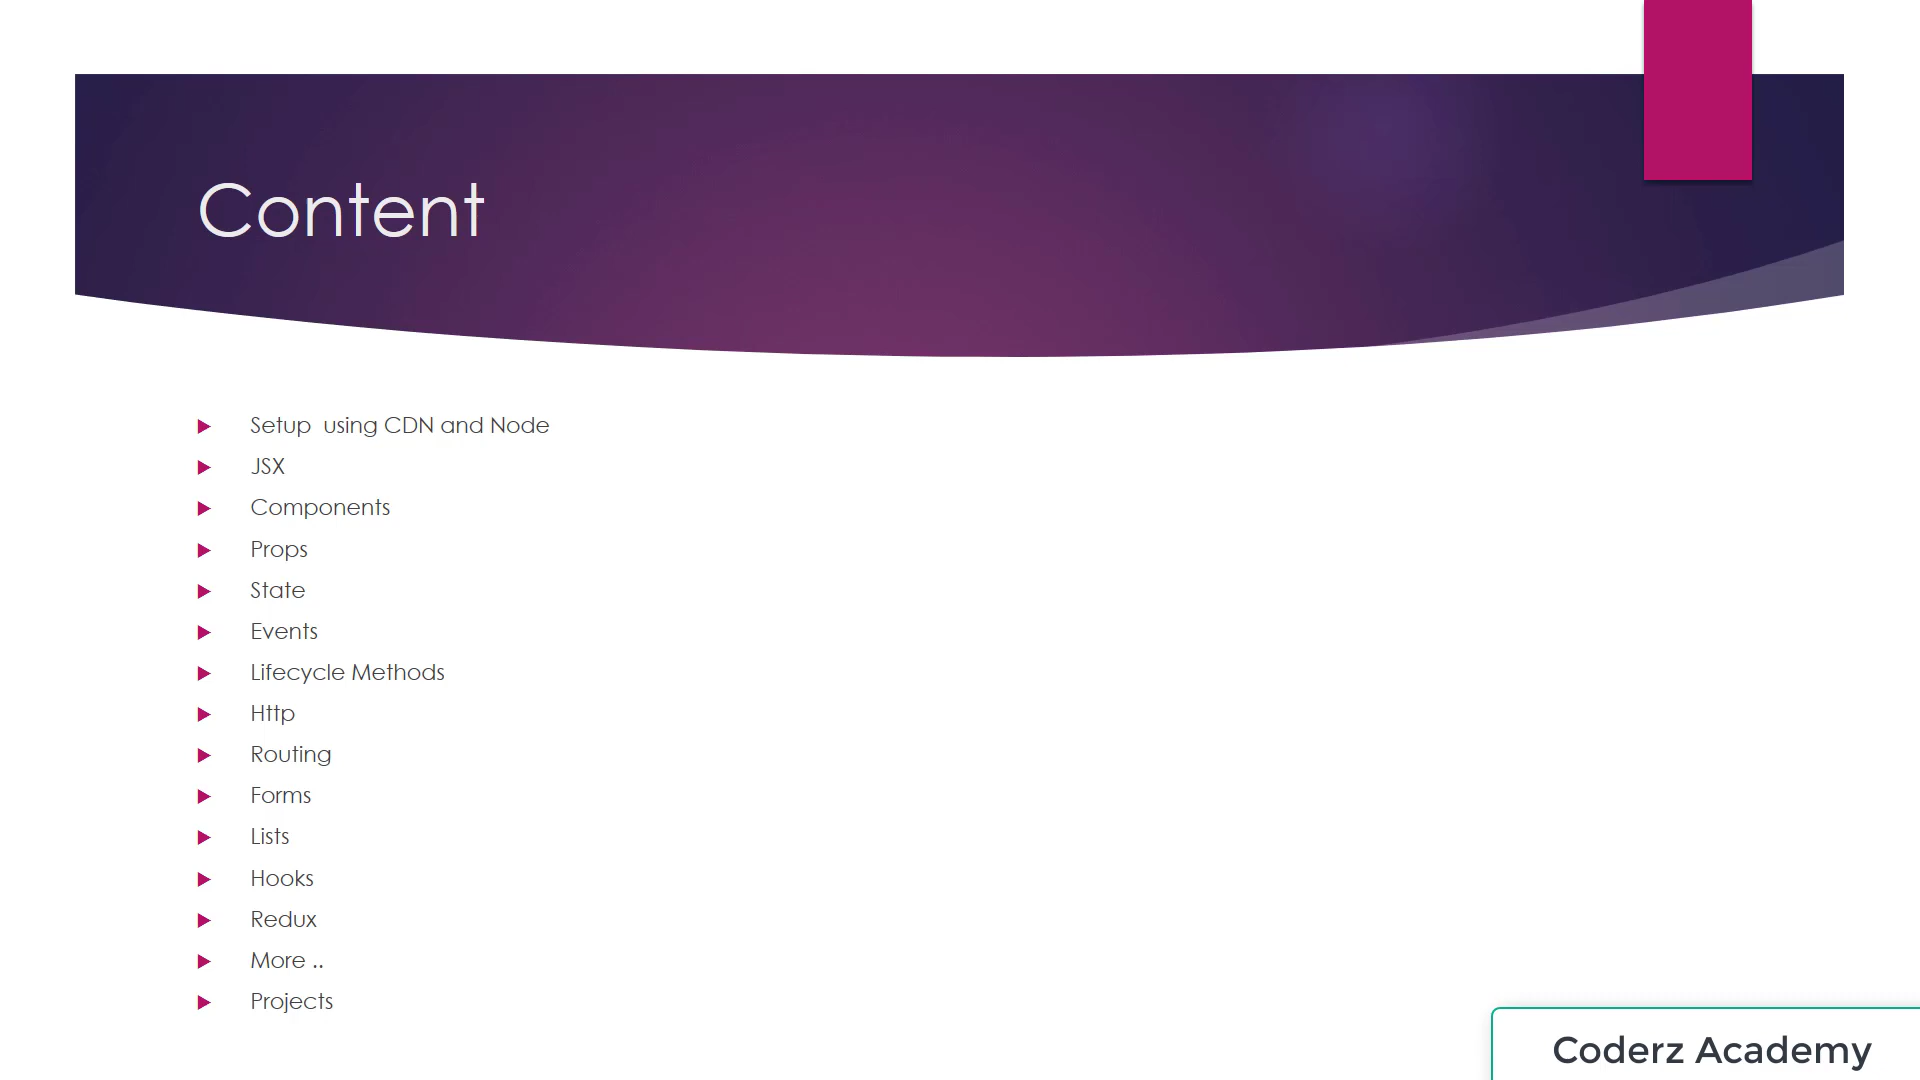 Content
Setup  using CDN and Node
JSX
Components
Props
State
Events
Lifecycle Methods
Http
Routing
Forms
Lists
Hooks
Redux
More ..
Projects
Coderz Academy